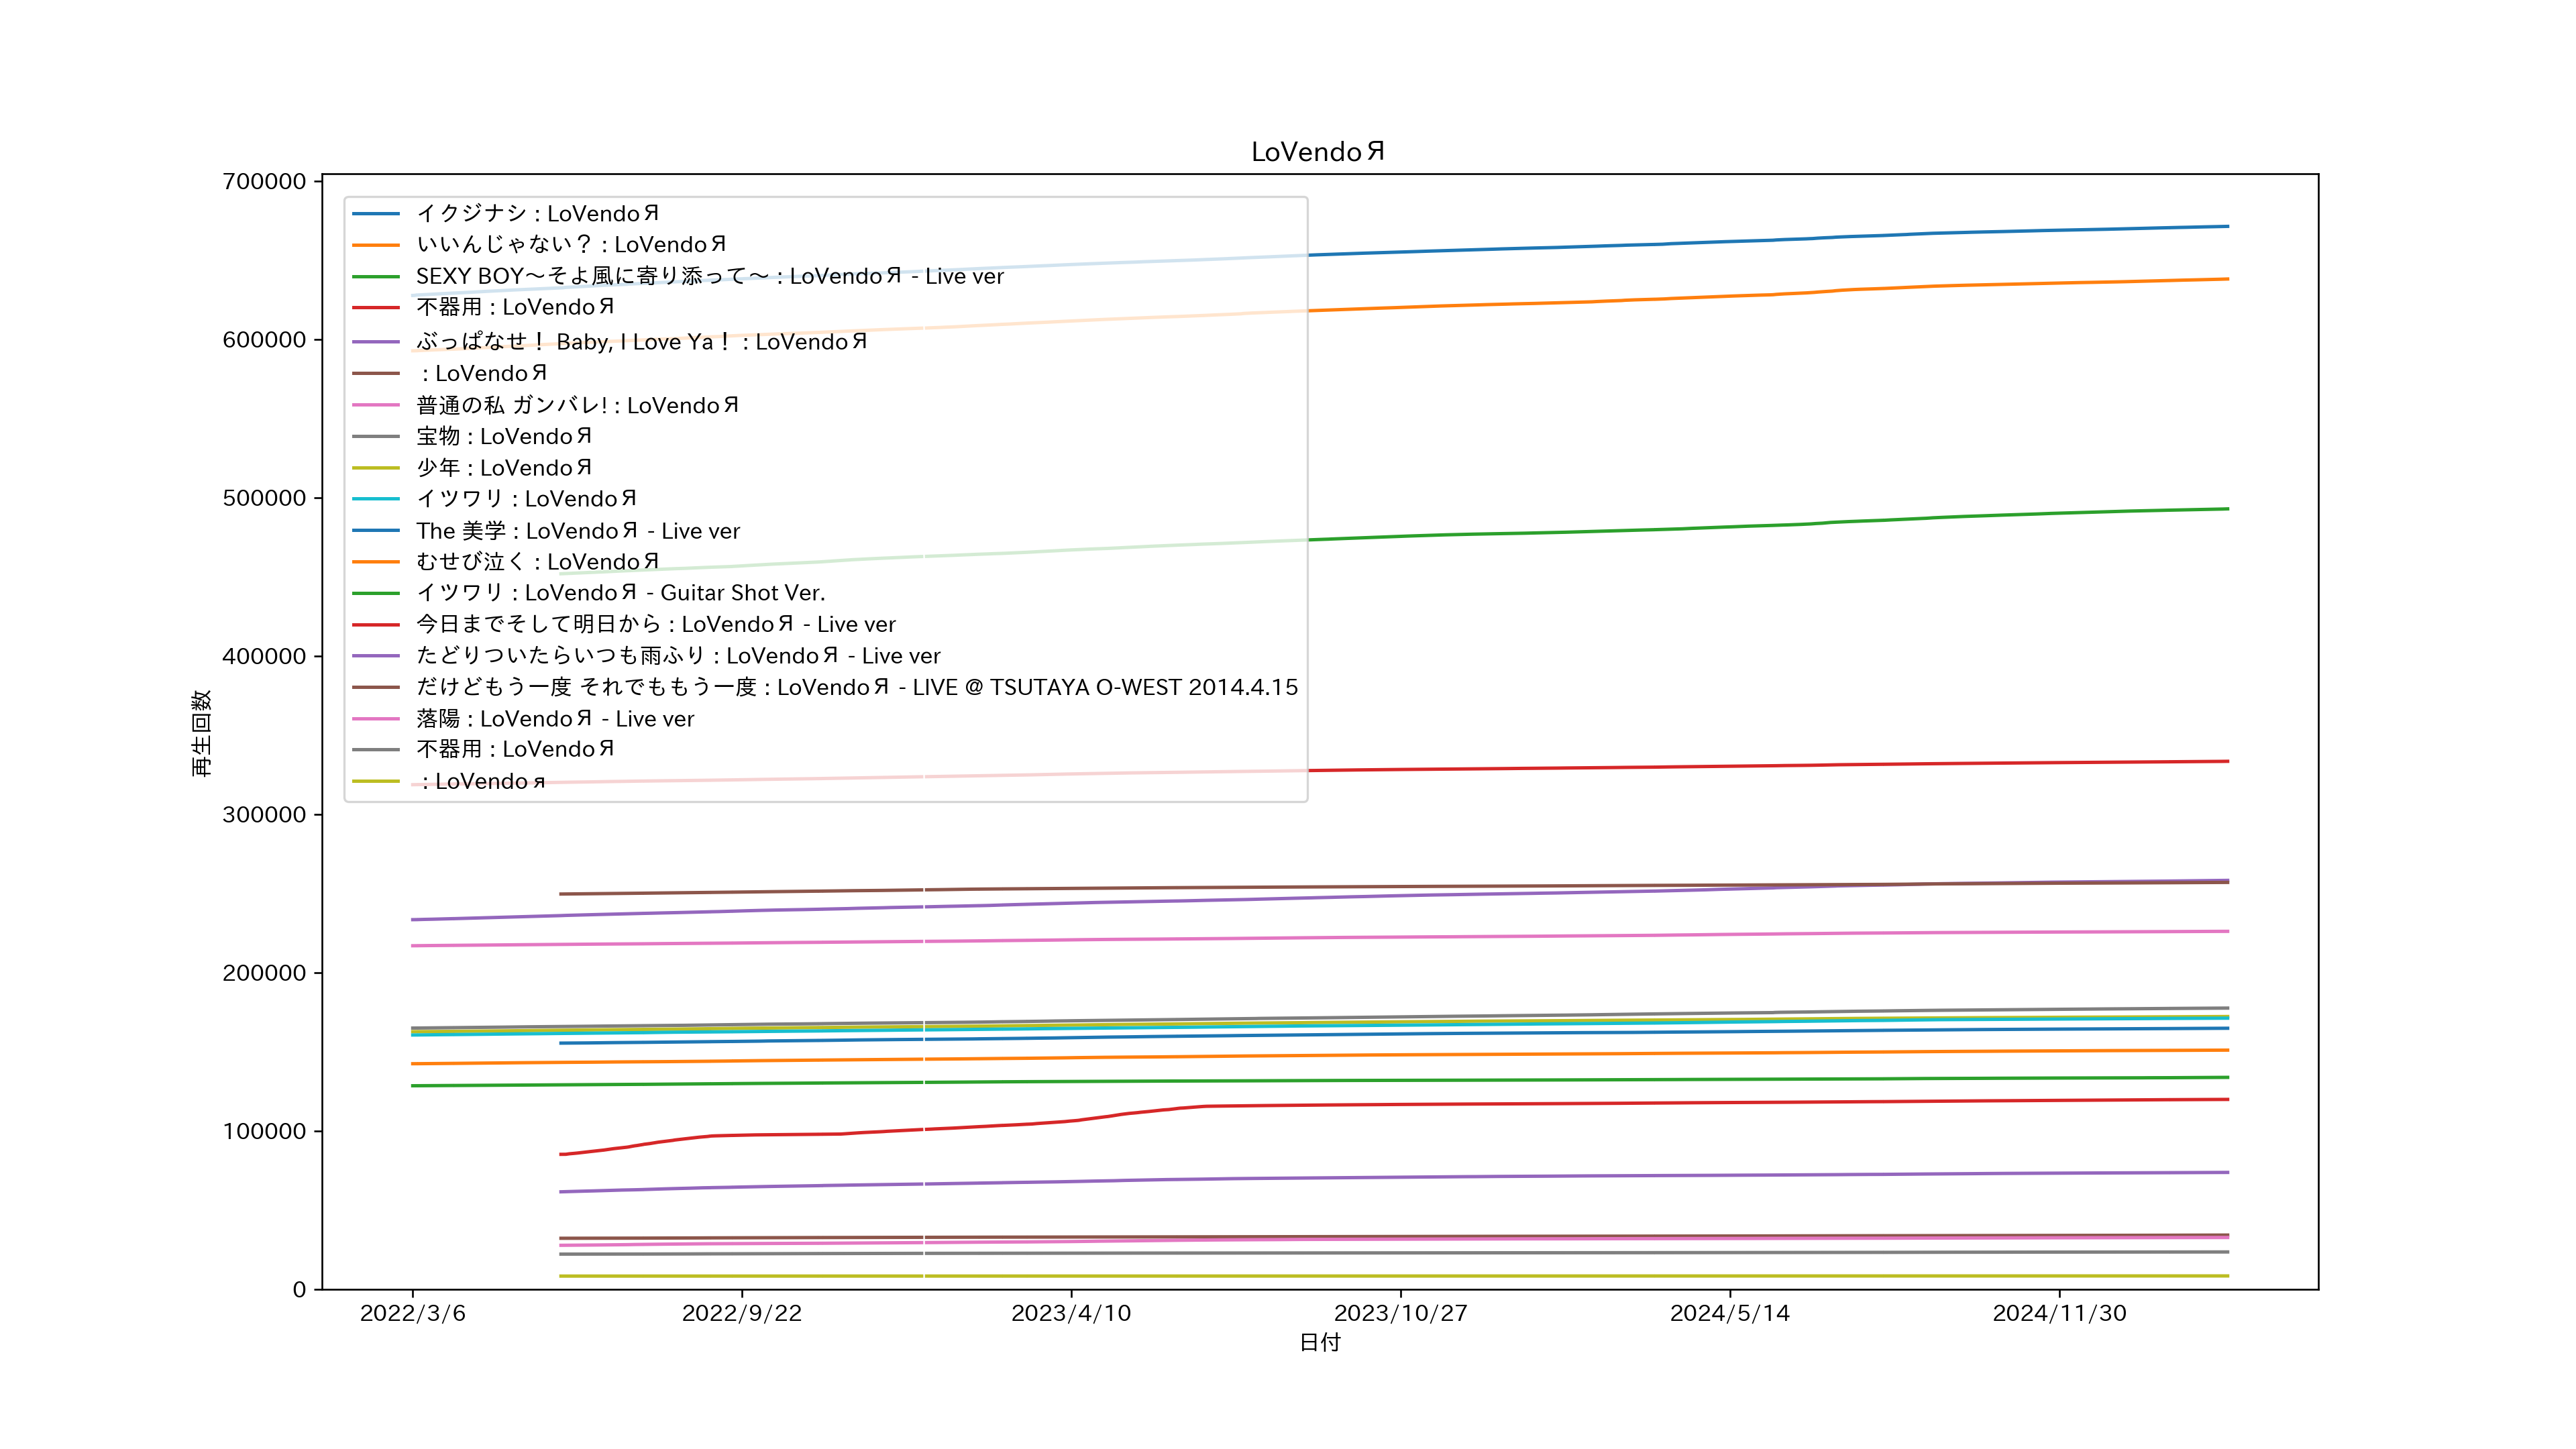 LoVendoЯ
700000
600000
500000
400000
300000
200000
100000
0
再生回数
イクジナシ : LoVendoЯ
いいんじゃない？ : LoVendoЯ
SEXY BOY～そよ風に寄り添って～ : LoVendoЯ - Live ver
不器用 : LoVendoЯ
ぶっぱなせ！ Baby, I Love Ya！ : LoVendoЯ
: LoVendoЯ
普通の私 ガンバレ! : LoVendoЯ
宝物 : LoVendoЯ
少年 : LoVendoЯ
イツワリ : LoVendoЯ
The 美学 : LoVendoЯ - Live ver
むせび泣く : LoVendoЯ
イツワリ : LoVendoЯ - Guitar Shot Ver.
今日までそして明日から : LoVendoЯ - Live ver
たどりついたらいつも雨ふり : LoVendoЯ - Live ver
だけどもう一度 それでももう一度 : LoVendoЯ - LIVE @ TSUTAYA O-WEST 2014.4.15
落陽 : LoVendoЯ - Live ver
不器用 : LoVendoЯ
: LoVendoя
2022/3/6 2022/9/22 2023/4/10 2023/10/27 2024/5/14 2024/11/30
日付